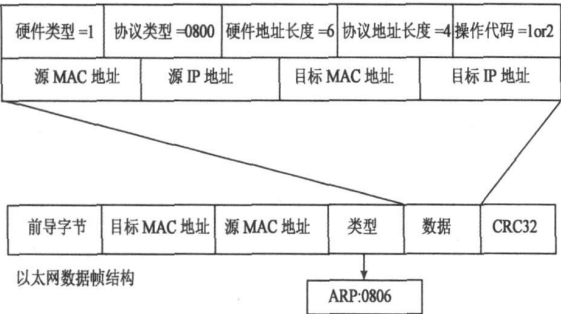 硬件类型 =1 协议类型 =0800 硬件地址长度 =6 协议地址长度 =4 操作代码 =1or2
源 MAC 地址 源 IP 地址 目标 MAC 地址 目标 IP 地址
前导字节 目标 MAC 地址 源 MAC 地址 类型 数据 CRC32
以太网数据帧结构
ARP:0806